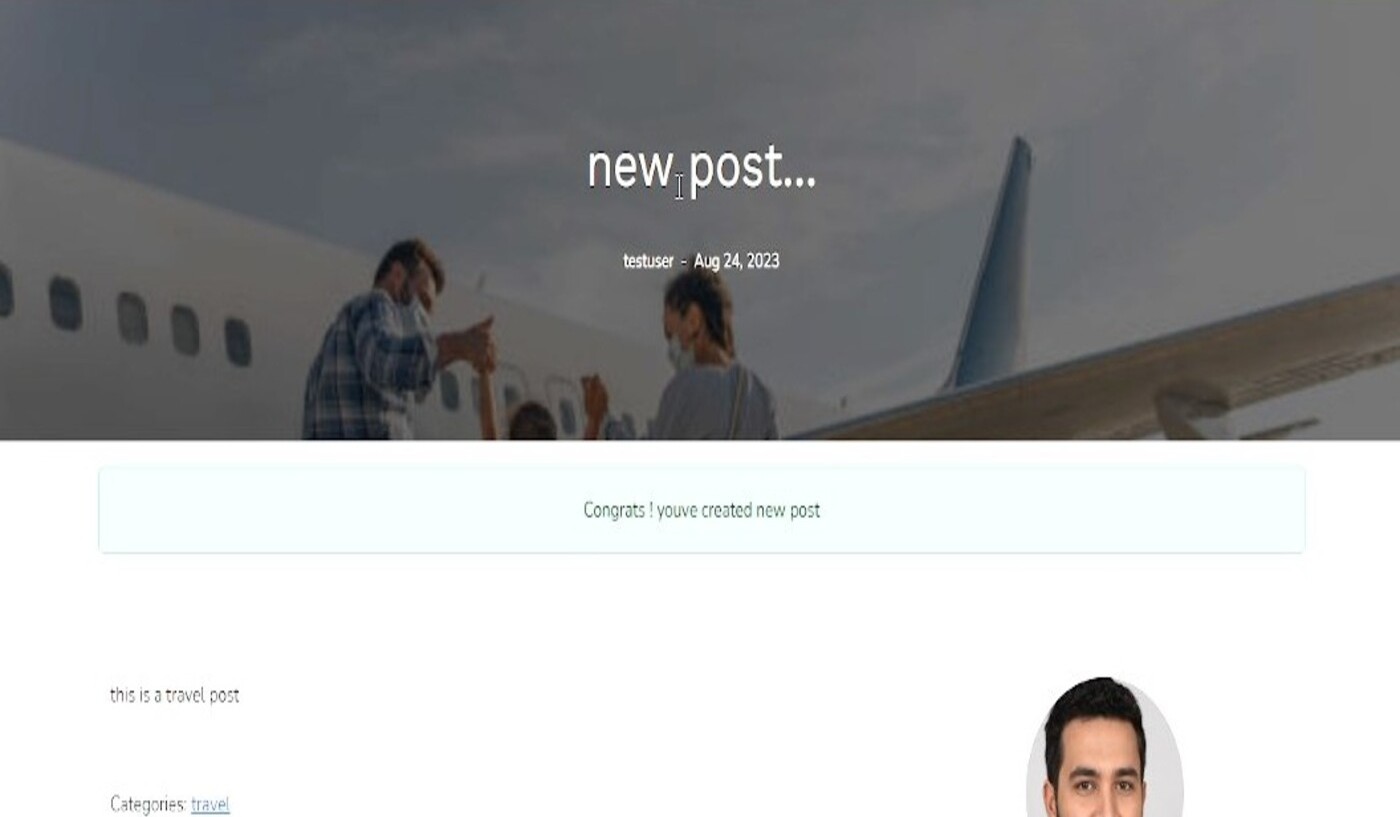 new post...
testuser - Aug 24, 2023
Congrats ! youve created new post
this is a travel post
Categories: travel